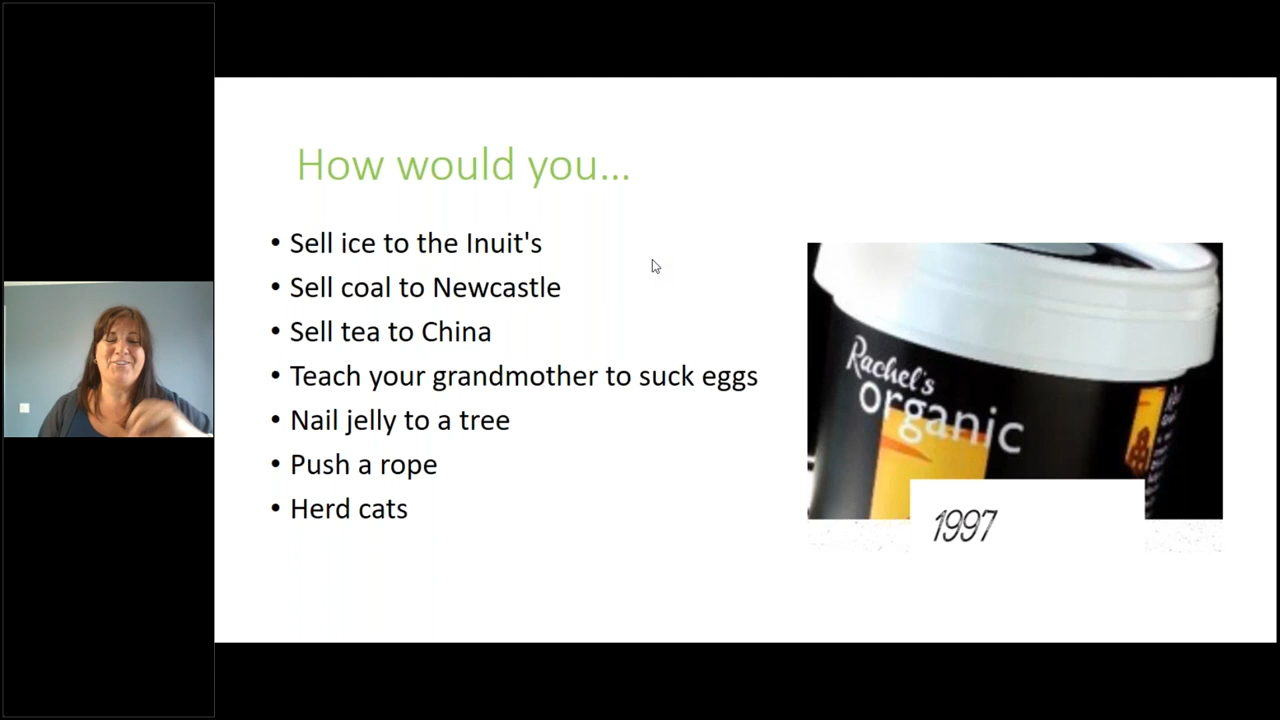 How would you...
• Sell ice to the Inuit's
• Sell coal to Newcastle
• Sell tea to China
• Teach your grandmother to suck eggs
• Nail jelly to a tree
• Push a rope
• Herd cats
Rachel's
organic
1997